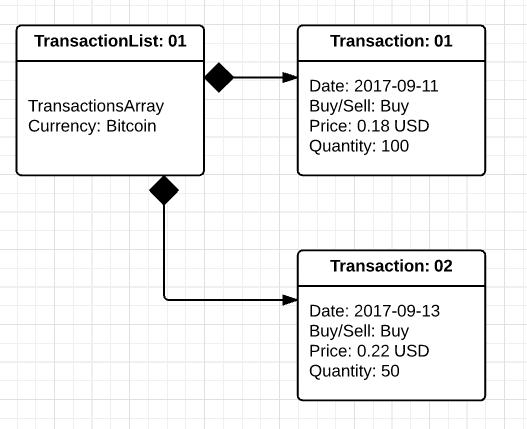 TransactionList: 01
TransactionsArray
Currency: Bitcoin
Transaction: 01
Date: 2017-09-11
Buy/Sell: Buy
Price: 0.18 USD
Quantity: 100
Transaction: 02
Date: 2017-09-13
Buy/Sell: Buy
Price: 0.22 USD
Quantity: 50